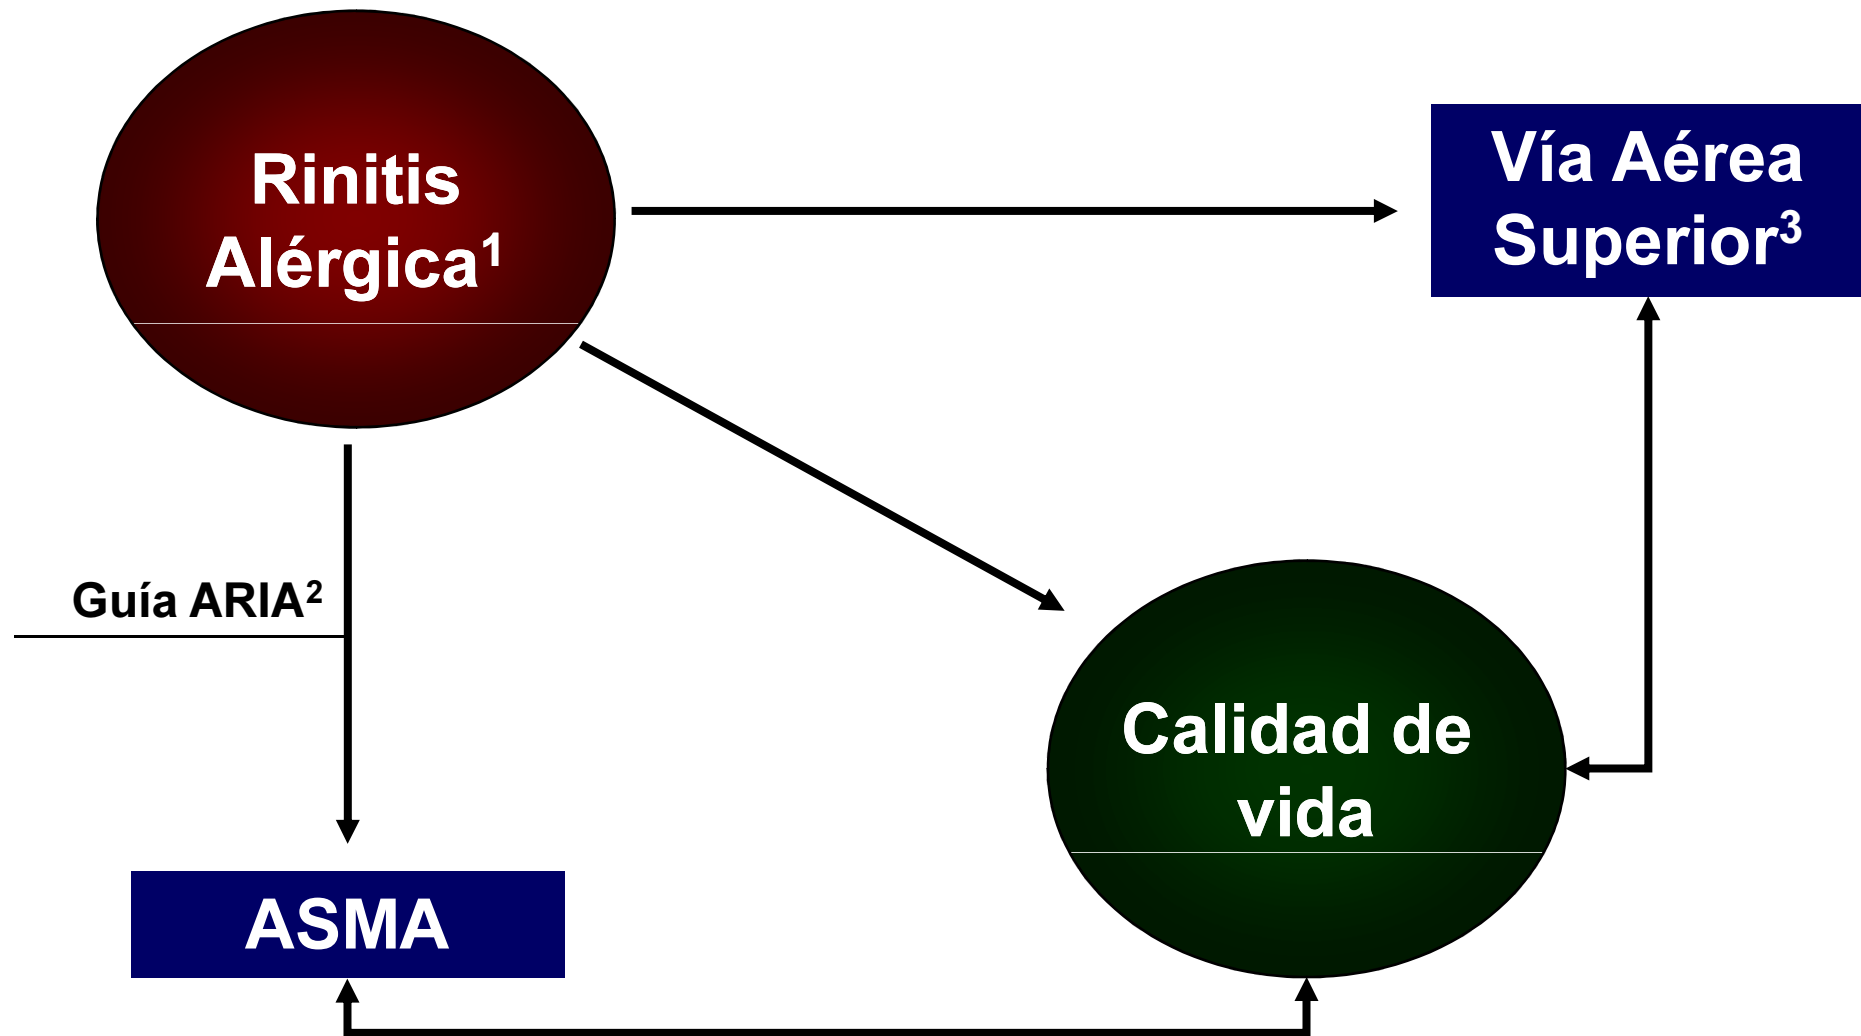 Rinitis
Alérgica¹
Vía Aérea
Superior³
Guía ARIA²
Calidad de
vida
ASMA